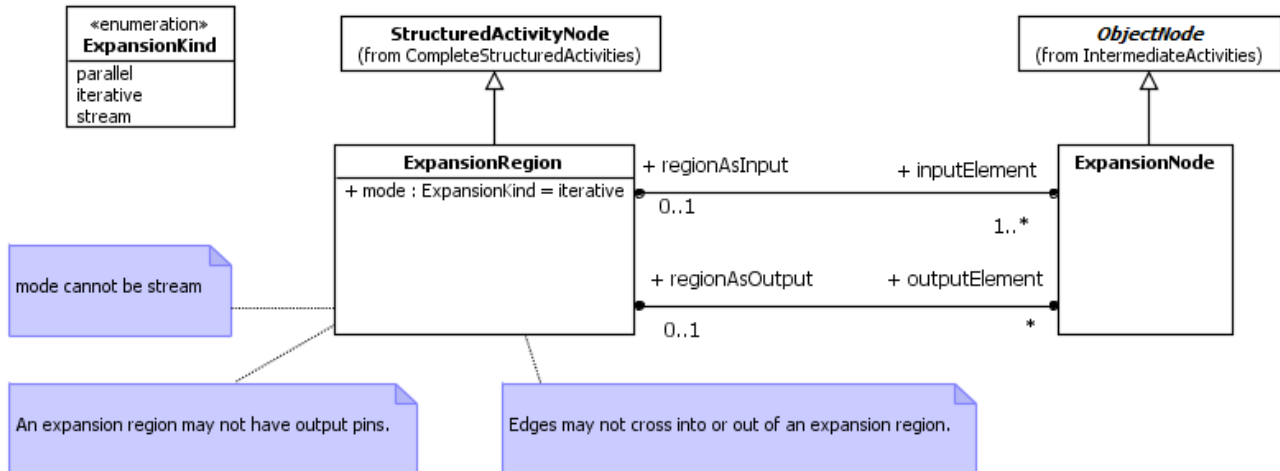 «enumeration»
ExpansionKind
parallel
iterative
stream
StructuredActivityNode
(from CompleteStructuredActivities)
ObjectNode
(from IntermediateActivities)
ExpansionRegion
+ mode : ExpansionKind = iterative
+ regionAsInput
+ inputElement
0..1
1..*
ExpansionNode
+ regionAsOutput
+ outputElement
0..1
*
mode cannot be stream
An expansion region may not have output pins.
Edges may not cross into or out of an expansion region.